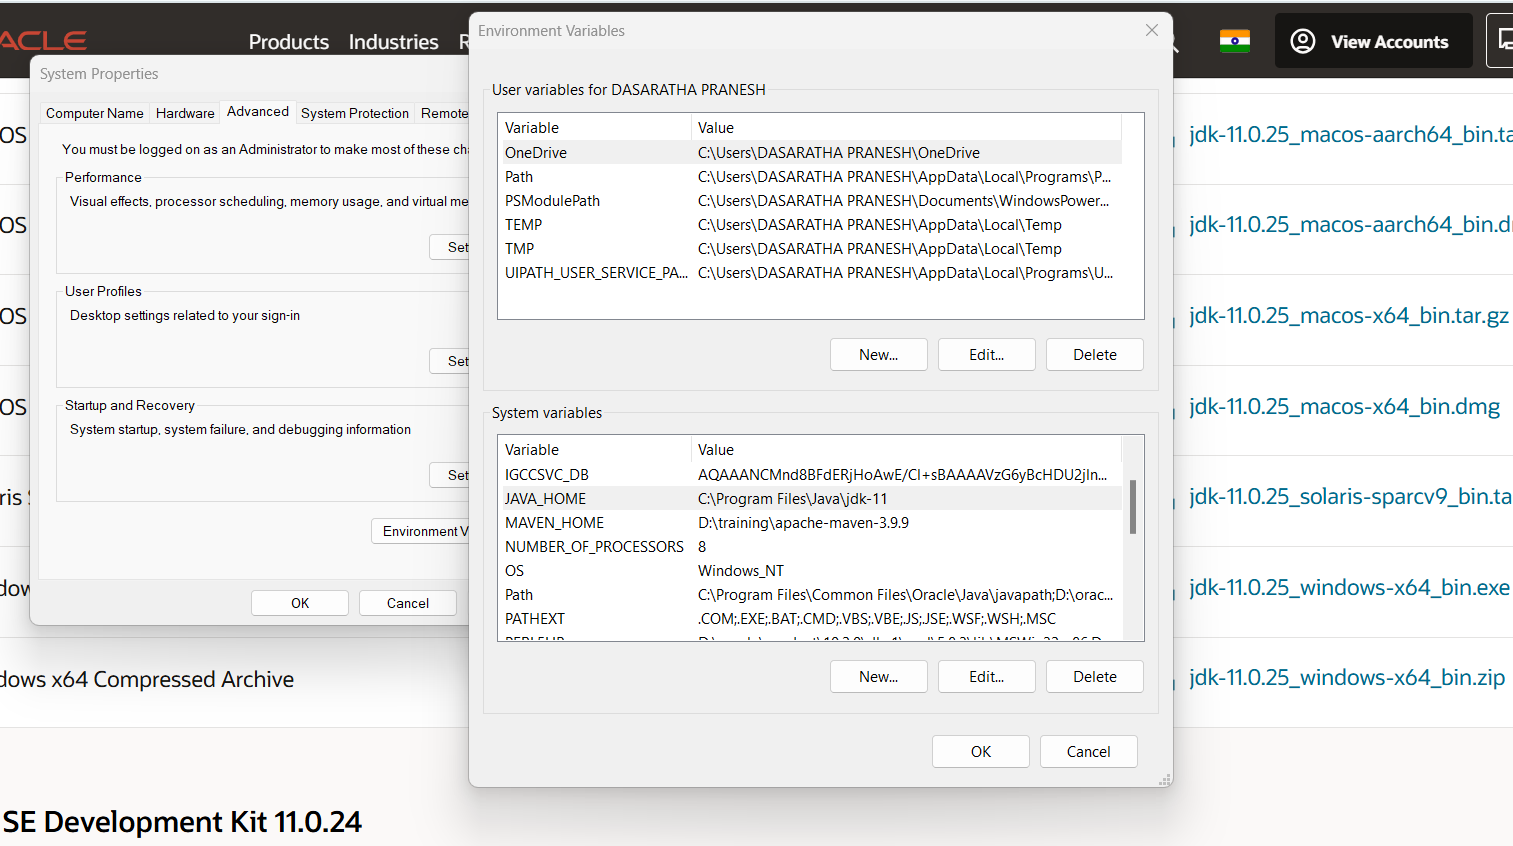 ACLE
Products Industries
View Accounts
System Properties
Computer Name Hardware Advanced System Protection Remote
You must be logged on as an Administrator to make most of these cha
Performance
Visual effects, processor scheduling, memory usage, and virtual me
Set
User Profiles
Desktop settings related to your sign-in
Set
Startup and Recovery
System startup, system failure, and debugging information
Set
Environment V
OK Cancel
Environment Variables
User variables for DASARATHA PRANESH
Variable Value
OneDrive C:\Users\DASARATHA PRANESH\OneDrive
Path C:\Users\DASARATHA PRANESH\AppData\Local\Programs\P...
PSModulePath C:\Users\DASARATHA PRANESH\Documents\WindowsPower...
TEMP C:\Users\DASARATHA PRANESH\AppData\Local\Temp
TMP C:\Users\DASARATHA PRANESH\AppData\Local\Temp
UIPATH_USER_SERVICE_PA... C:\Users\DASARATHA PRANESH\AppData\Local\Programs\U...
New... Edit... Delete
System variables
Variable Value
IGCCSVC_DB
JAVA_HOME C:\Program Files\Java\jdk-11
MAVEN_HOME D:\training\apache-maven-3.9.9
NUMBER_OF_PROCESSORS 8
OS Windows_NT
Path C:\Program Files\Common Files\Oracle\Java\javapath;D:\orac...
PATHEXT .COM;.EXE;.BAT;.CMD;.VBS;.VBE;.JS;.JSE;.WSF;.WSH;.MSC
New... Edit... Delete
OK Cancel
OS jdk-11.0.25_macos-aarch64_bin.ta
OS jdk-11.0.25_macos-aarch64_bin.d
OS jdk-11.0.25_macos-x64_bin.tar.gz
OS jdk-11.0.25_macos-x64_bin.dmg
ris jdk-11.0.25_solaris-sparcv9_bin.ta
dow jdk-11.0.25_windows-x64_bin.exe
dows x64 Compressed Archive jdk-11.0.25_windows-x64_bin.zip
SE Development Kit 11.0.24